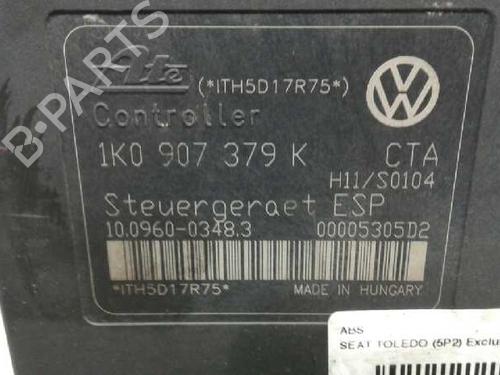 Ate (*ITH5D17R75*)
Controller
1K0 907 379 K CTA
H11/S0104
Steuergeraet ESP
10.0960-0348.3 00005305D2
*ITH5D17R75* MADE IN HUNGARY
ABS
SEAT TOLEDO (5P2)
B-PARTS